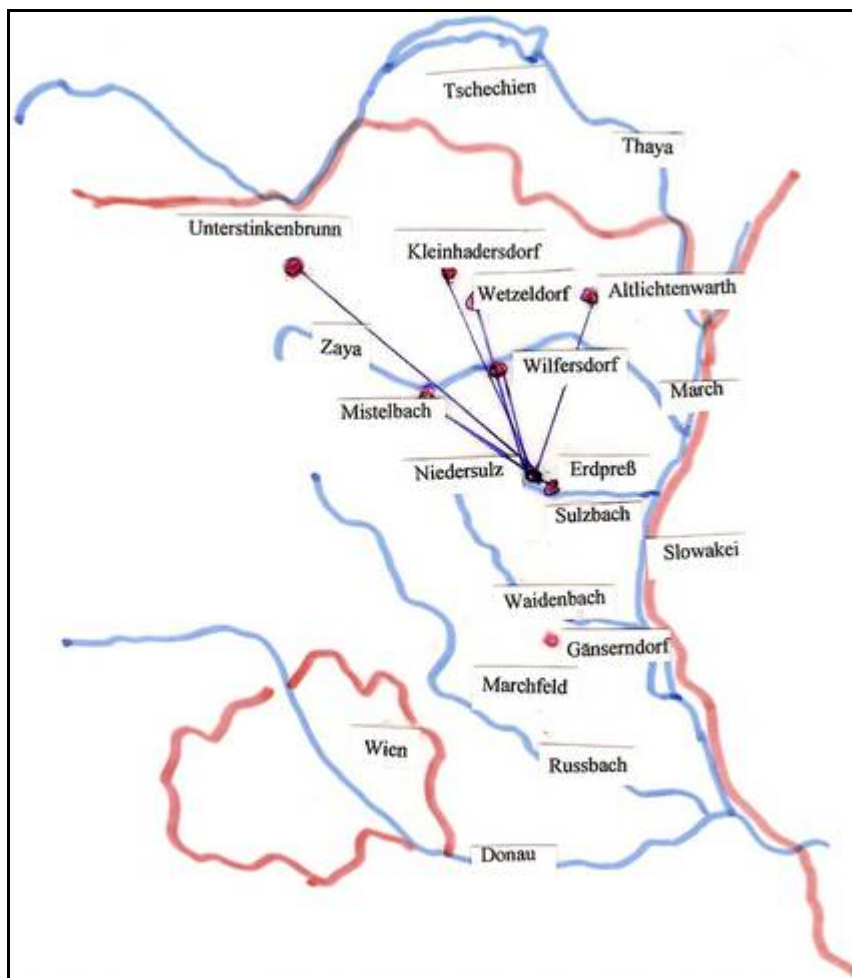 Tschechien
Thaya
Unterstinkenbrunn
Kleinhadersdorf
Wetzeldorf
Altlichtenwarth
Zaya
Wilfersdorf
March
Mistelbach
Niedersulz
Erdpreß
Sulzbach
Slowakei
Waidenbach
Gänserndorf
Marchfeld
Wien
Russbach
Donau